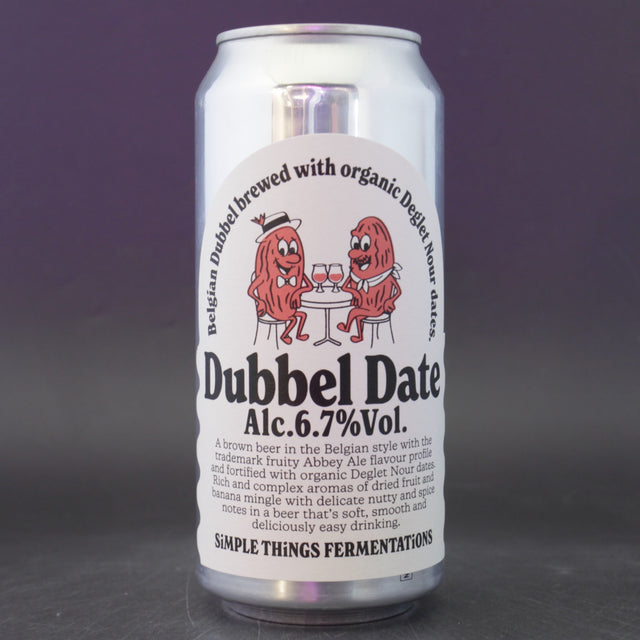 Belgian Dubbel brewed with organic Deglet Nour dates.
Dubbel Date
Alc.6.7%Vol.
A brown beer in the Belgian style with the
trademark fruity Abbey Ale flavour profile
and fortified with organic Deglet Nour dates.
Rich and complex aromas of dried fruit and
banana mingle with delicate nutty and spice
notes in a beer that's soft, smooth and
deliciously easy drinking.
SiMPLE THiNGS FERMENTATiONS